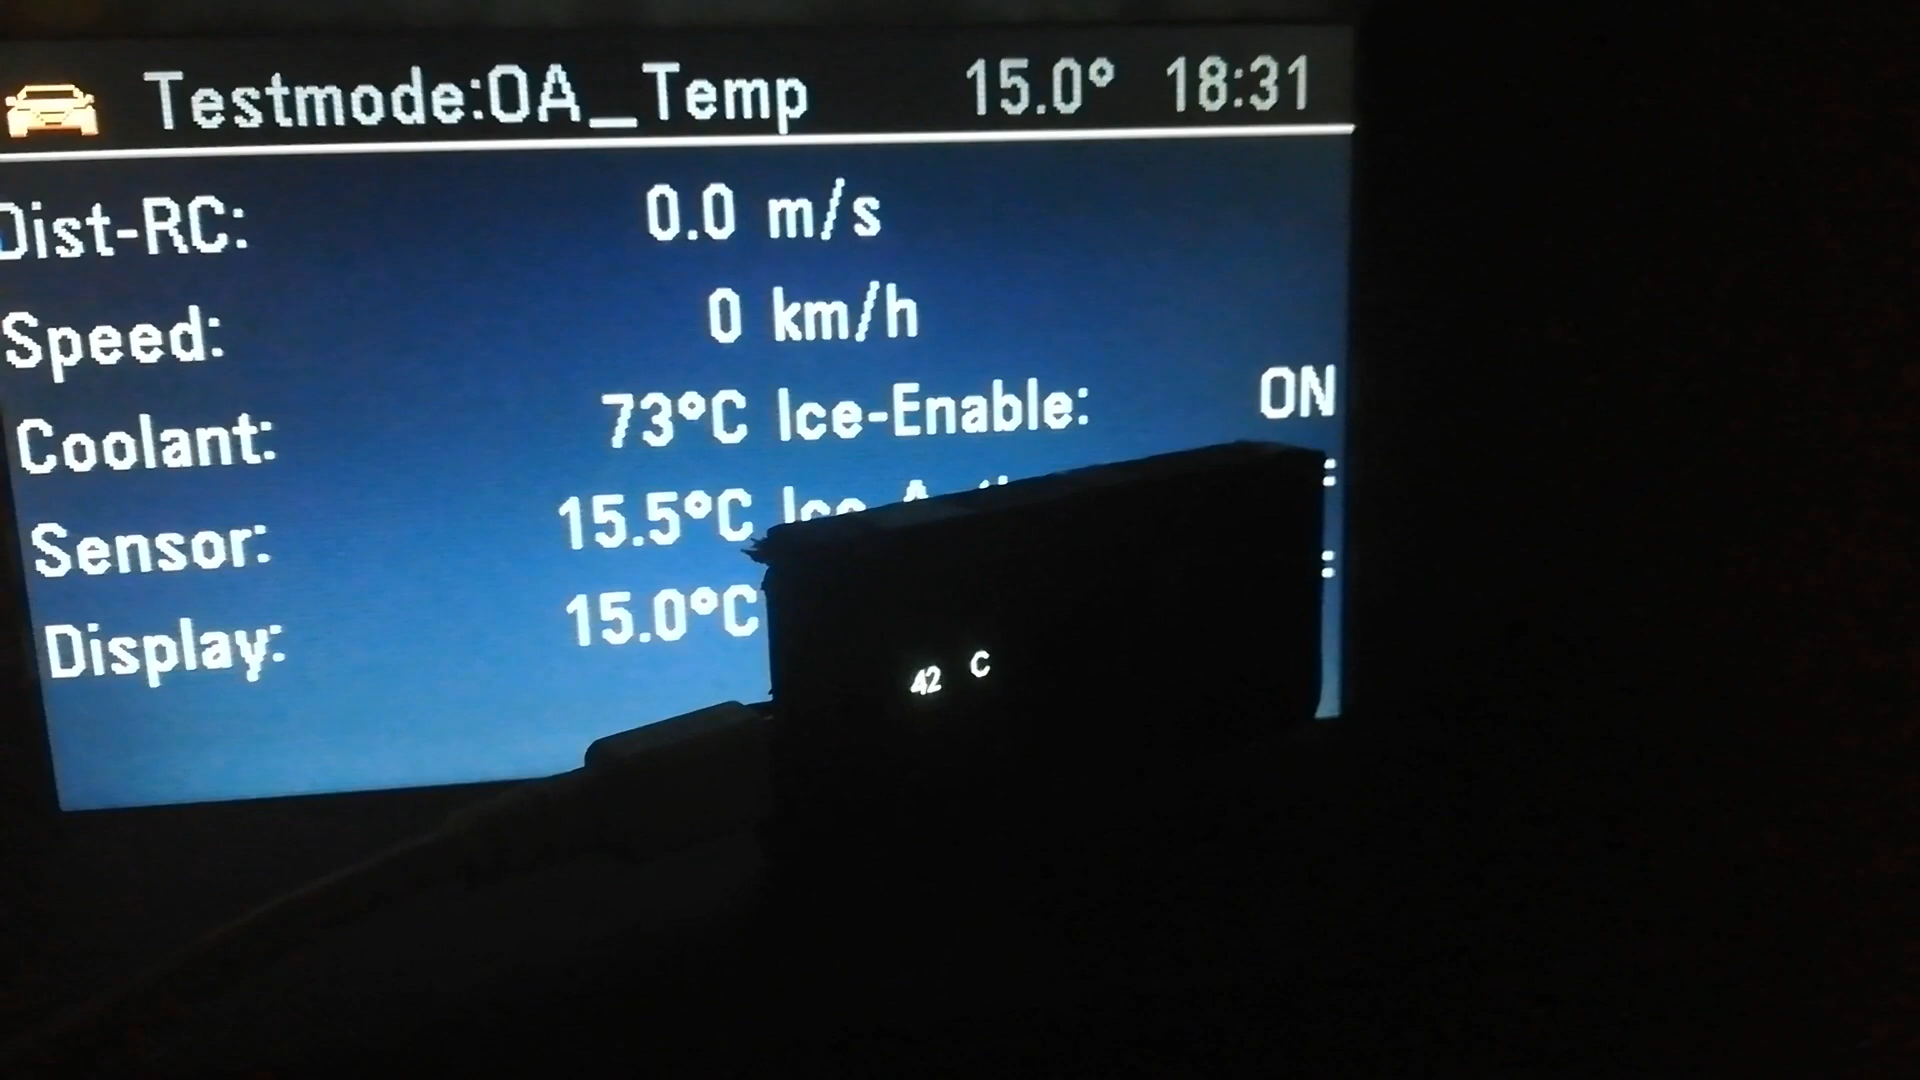 Testmode:OA_Temp 15.0° 18:31
Dist-RC: 0.0 m/s
Speed: 0 km/h
Coolant: 73°C Ice-Enable: ON
Sensor: 15.5°C Ice :
Display: 15.0°C :
42 C